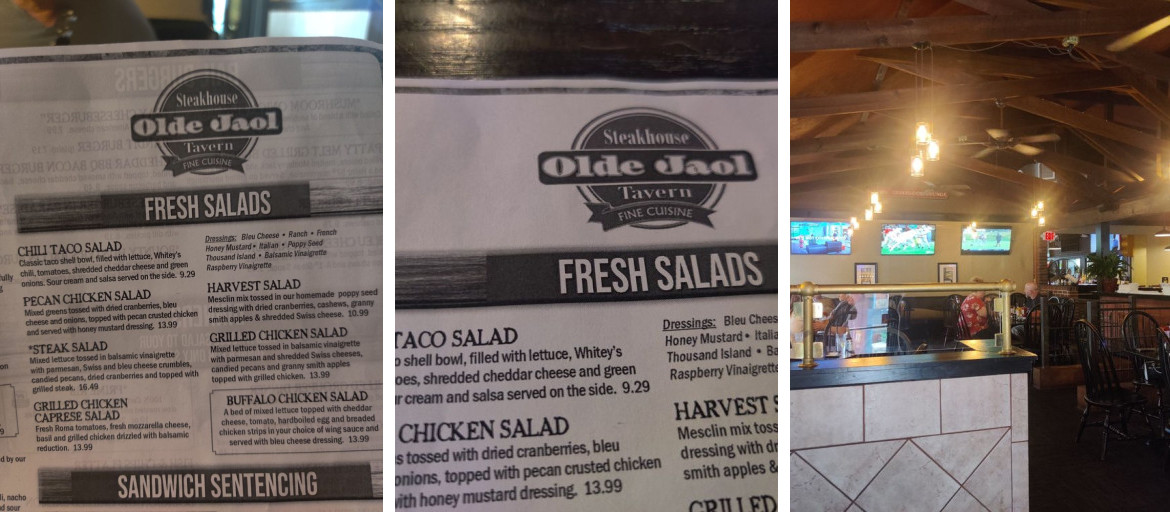 Steakhouse
Olde Jaol
Tavern
FINE CUISINE
FRESH SALADS
CHILI TACO SALAD
Classic taco shell bowl, filled with lettuce, Whitey's
chili, tomatoes, shredded cheddar cheese and green
onions. Sour cream and salsa served on the side. 9.29
PECAN CHICKEN SALAD
Mixed greens tossed with dried cranberries, bleu
cheese and onions, topped with pecan crusted chicken
and served with honey mustard dressing. 13.99
*STEAK SALAD
Mixed lettuce tossed in balsamic vinaigrette
with parmesan, Swiss and bleu cheese crumbles,
candied pecans, dried cranberries and topped with
grilled steak. 16.49
GRILLED CHICKEN
CAPRESE SALAD
Fresh Roma tomatoes, fresh mozzarella cheese,
basil and grilled chicken drizzled with balsamic
reduction. 13.99
Dressings: Bleu Cheese • Ranch • French
Honey Mustard • Italian • Poppy Seed
Thousand Island • Balsamic Vinaigrette
Raspberry Vinaigrette
HARVEST SALAD
Mesclin mix tossed in our homemade poppy seed
dressing with dried cranberries, cashews, granny
smith apples & shredded Swiss cheese. 10.99
GRILLED CHICKEN SALAD
Mixed lettuce tossed in balsamic vinaigrette
with parmesan and shredded Swiss cheeses,
candied pecans and granny smith apples
topped with grilled chicken. 13.99
BUFFALO CHICKEN SALAD
A bed of mixed lettuce topped with cheddar
cheese, tomato, hardboiled egg and breaded
chicken strips in your choice of wing sauce and
served with bleu cheese dressing. 13.99
SANDWICH SENTENCING
Steakhouse
Olde Jaol
Tavern
FINE CUISINE
FRESH SALADS
TACO SALAD
o shell bowl, filled with lettuce, Whitey's
oes, shredded cheddar cheese and green
r cream and salsa served on the side. 9.29
CHICKEN SALAD
s tossed with dried cranberries, bleu
onions, topped with pecan crusted chicken
with honey mustard dressing. 13.99
Dressings: Bleu Chees
Honey Mustard • Italia
Thousand Island • Ba
Raspberry Vinaigrette
HARVEST S
Mesclin mix toss
dressing with dr
smith apples &
GRILLED